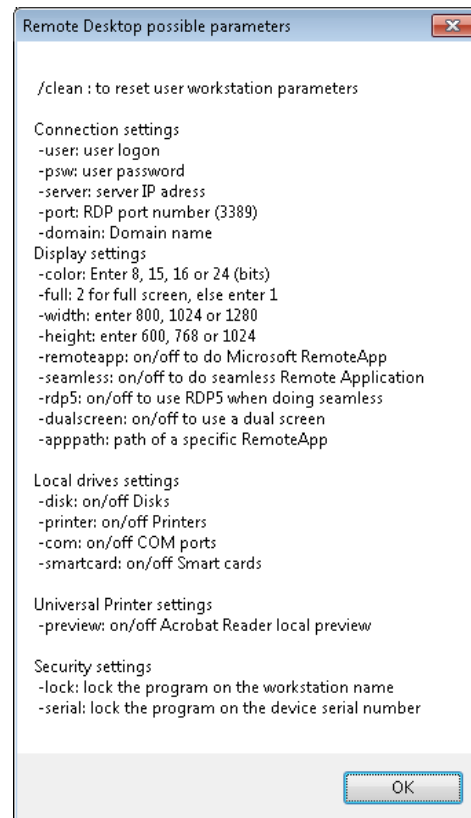 Remote Desktop possible parameters
/clean : to reset user workstation parameters
Connection settings
-user: user logon
-psw: user password
-server: server IP adress
-port: RDP port number (3389)
-domain: Domain name
Display settings
-color: Enter 8, 15, 16 or 24 (bits)
-full: 2 for full screen, else enter 1
-width: enter 800, 1024 or 1280
-height: enter 600, 768 or 1024
-remoteapp: on/off to do Microsoft RemoteApp
-seamless: on/off to do seamless Remote Application
-rdp5: on/off to use RDP5 when doing seamless
-dualscreen: on/off to use a dual screen
-apppath: path of a specific RemoteApp
Local drives settings
-disk: on/off Disks
-printer: on/off Printers
-com: on/off COM ports
-smartcard: on/off Smart cards
Universal Printer settings
-preview: on/off Acrobat Reader local preview
Security settings
-lock: lock the program on the workstation name
-serial: lock the program on the device serial number
OK